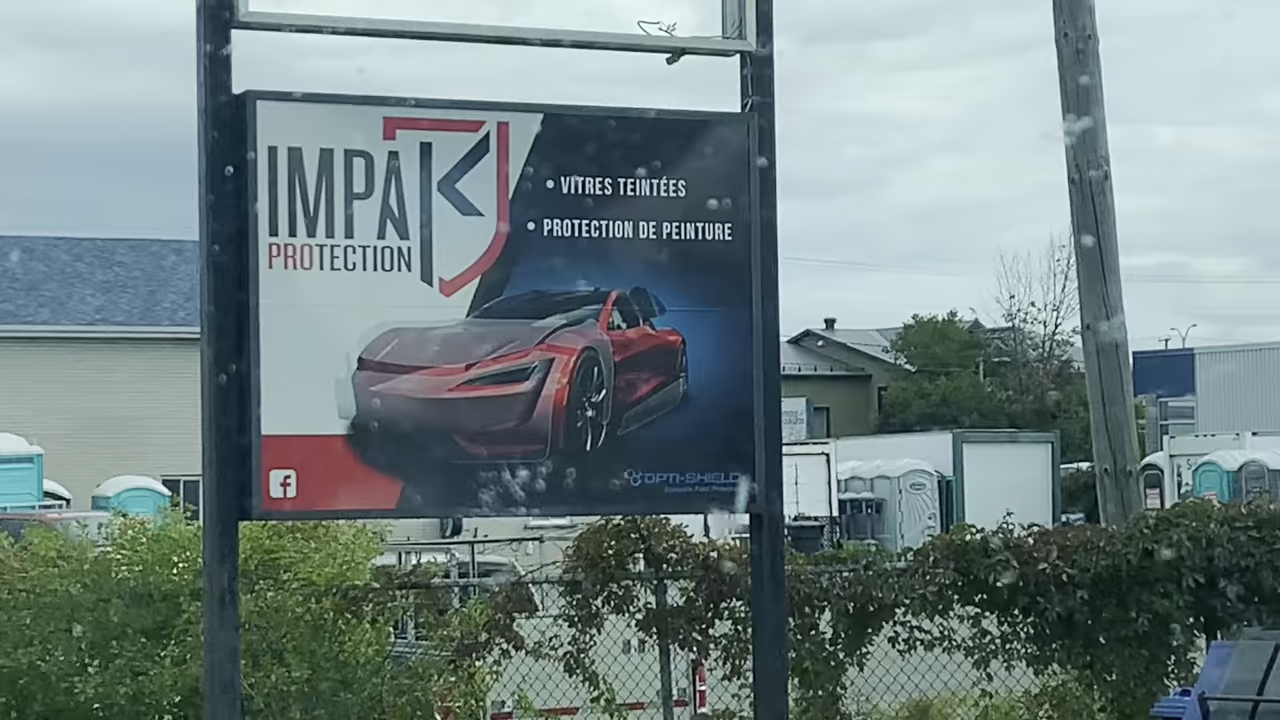 IMPAK
PROTECTION
• VITRES TEINTÉES
• PROTECTION DE PEINTURE
f
OPTI-SHIELD